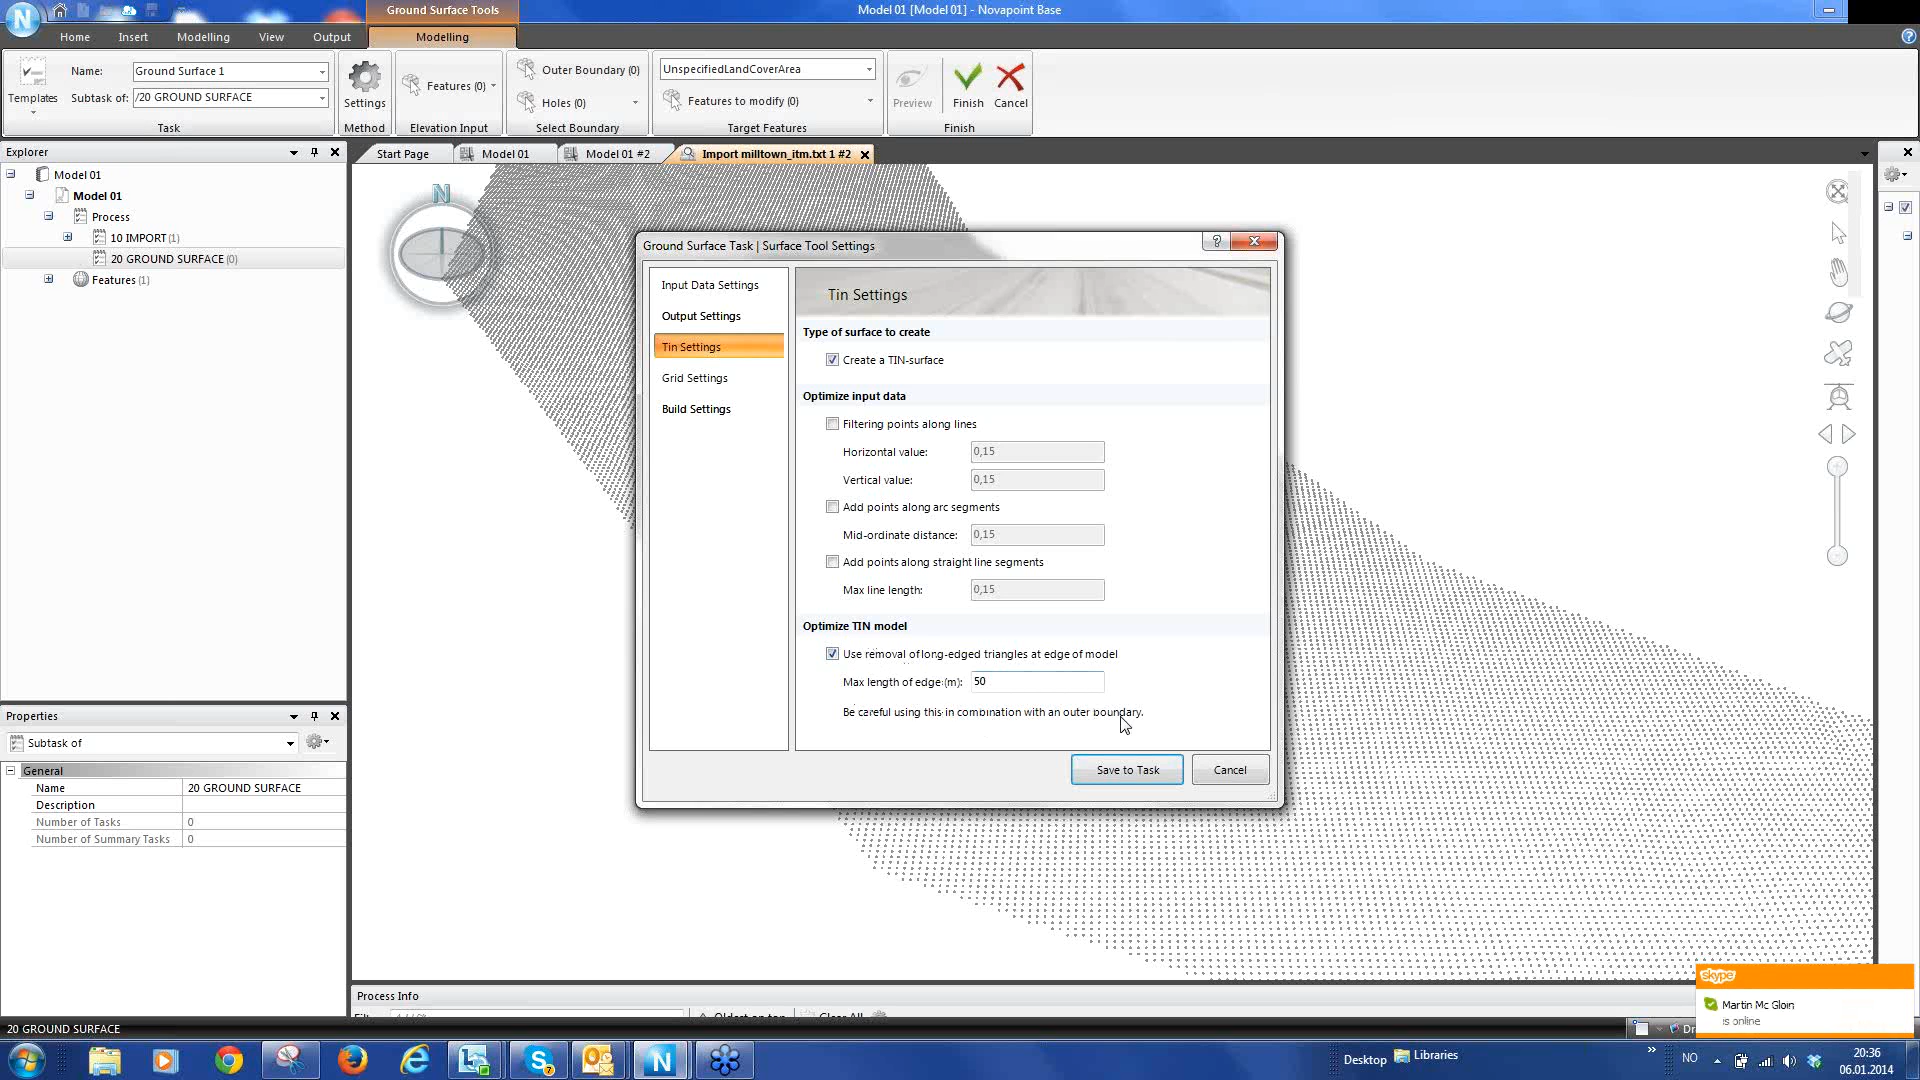 Ground Surface Tools
Model 01 [Model 01] - Novapoint Base
Home Insert Modelling View Output Modelling
Templates
Name: Ground Surface 1
Subtask of: /20 GROUND SURFACE
Task
Settings
Method
Features (0)
Elevation Input
Outer Boundary (0)
Holes (0)
Select Boundary
UnspecifiedLandCoverArea
Features to modify (0)
Target Features
Preview
Finish
Cancel
Finish
Explorer
Model 01
Model 01
Process
10 IMPORT (1)
20 GROUND SURFACE (0)
Features (1)
Start Page
Model 01
Model 01 #2
Import milltown_itm.txt 1 #2
N
Ground Surface Task | Surface Tool Settings
Input Data Settings
Output Settings
Tin Settings
Grid Settings
Build Settings
Tin Settings
Type of surface to create
Create a TIN-surface
Optimize input data
Filtering points along lines
Horizontal value: 0,15
Vertical value: 0,15
Add points along arc segments
Mid-ordinate distance: 0,15
Add points along straight line segments
Max line length: 0,15
Optimize TIN model
Use removal of long-edged triangles at edge of model
Max length of edge (m): 50
Be careful using this in combination with an outer boundary.
Save to Task
Cancel
Properties
Subtask of
General
Name 20 GROUND SURFACE
Description
Number of Tasks 0
Number of Summary Tasks 0
Process Info
Oldest on top
Clear All
20 GROUND SURFACE
skype
Martin Mc Gloin
is online
Desktop
Libraries
»
NO
20:36
06.01.2014